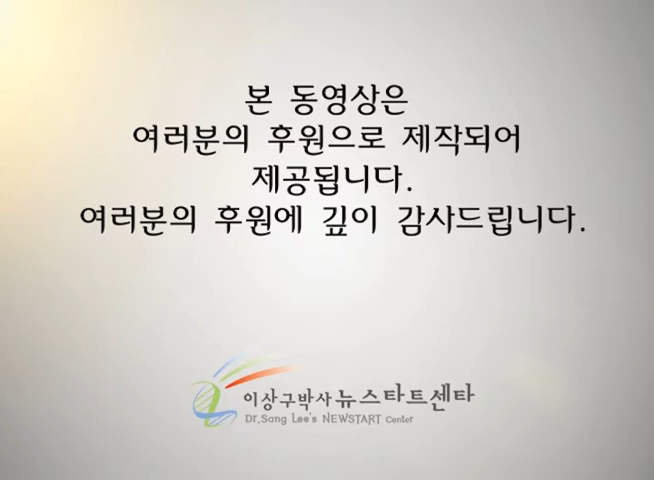 본 동영상은
여러분의 후원으로 제작되어
제공됩니다.
여러분의 후원에 깊이 감사드립니다.
이상구박사뉴스타트센타
Dr.Sang Lee's NEWSTART Center